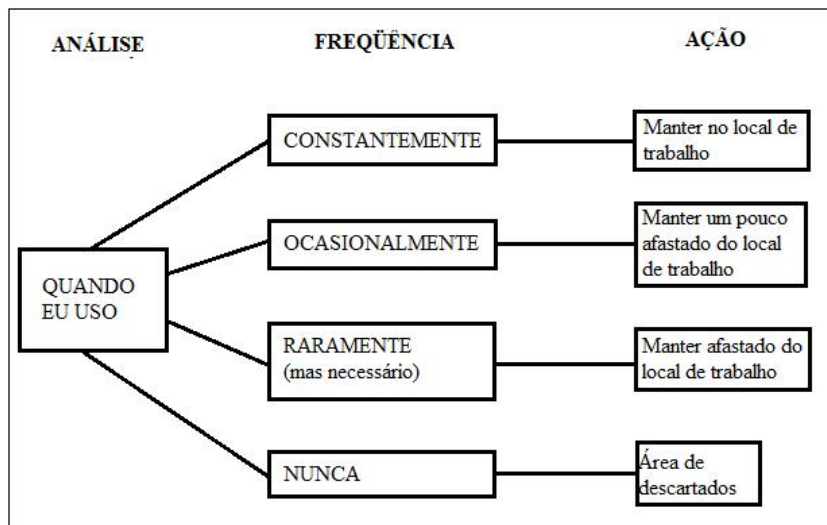 ANÁLISE
FREQÜÊNCIA
AÇÃO
QUANDO
EU USO
CONSTANTEMENTE
Manter no local de
trabalho
OCASIONALMENTE
Manter um pouco
afastado do local
de trabalho
RARAMENTE
(mas necessário)
Manter afastado do
local de trabalho
NUNCA
Área de
descartados